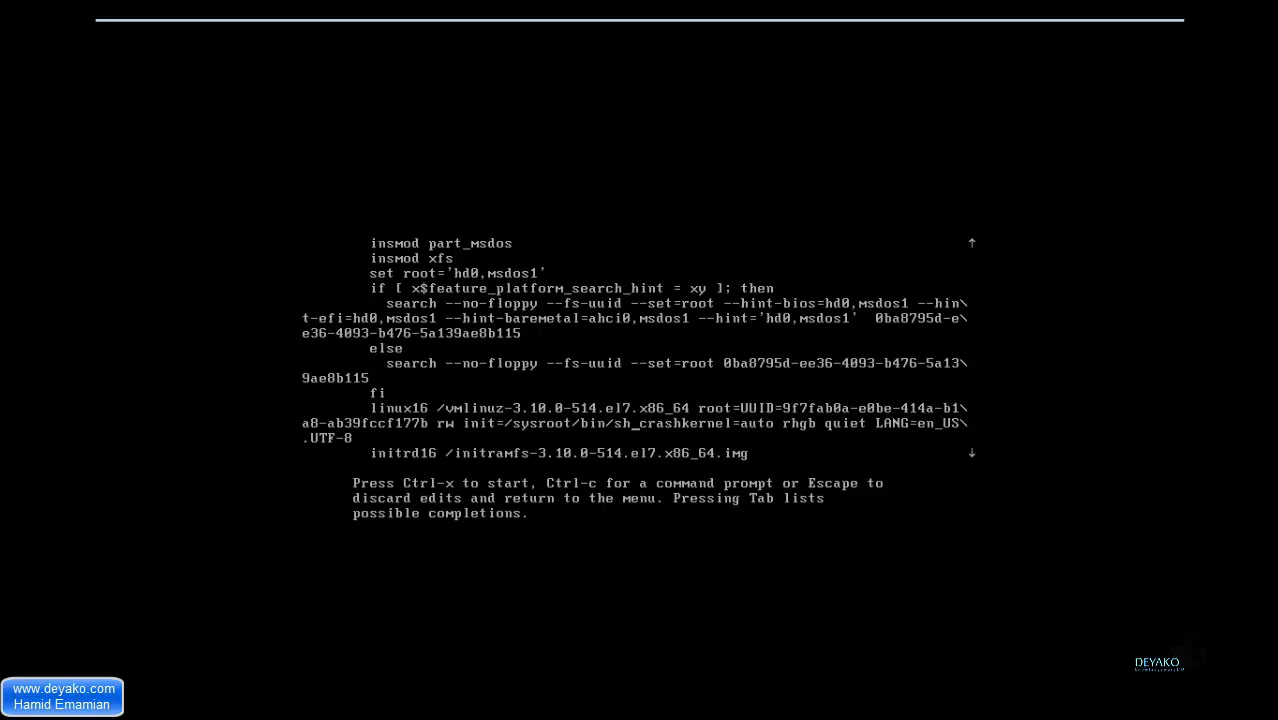 insmod part_msdos ↑
insmod xfs
set root='hd0,msdos1'
if [ x$feature_platform_search_hint = xy ]; then
search --no-floppy --fs-uuid --set=root --hint-bios=hd0,msdos1 --hin\
t-efi=hd0,msdos1 --hint-baremetal=ahci0,msdos1 --hint='hd0,msdos1'  0ba8795d-e\
e36-4093-b476-5a139ae8b115
else
search --no-floppy --fs-uuid --set=root 0ba8795d-ee36-4093-b476-5a13\
9ae8b115
fi
linux16 /vmlinuz-3.10.0-514.el7.x86_64 root=UUID=9f7fab0a-e0be-414a-b1\
a8-ab39fccf177b rw init=/sysroot/bin/sh_crashkernel=auto rhgb quiet LANG=en_US\
.UTF-8
initrd16 /initramfs-3.10.0-514.el7.x86_64.img ↓
Press Ctrl-x to start, Ctrl-c for a command prompt or Escape to
discard edits and return to the menu. Pressing Tab lists
possible completions.
DEYAKO
www.deyako.com
Hamid Emamian